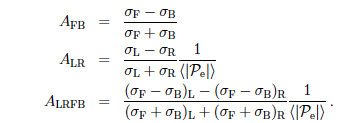 A_FB = (σ_F − σ_B) / (σ_F + σ_B)
A_LR = (σ_L − σ_R) / (σ_L + σ_R) 1 / ⟨|𝒫_e|⟩
A_LRFB = ((σ_F − σ_B)_L − (σ_F − σ_B)_R) / ((σ_F + σ_B)_L + (σ_F + σ_B)_R) 1 / ⟨|𝒫_e|⟩ .